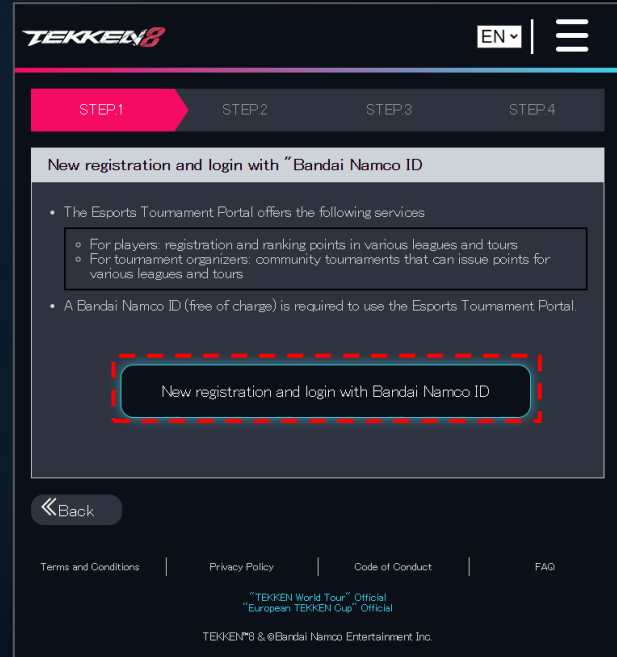 TEKKEN8
EN
STEP.1 STEP.2 STEP.3 STEP.4
New registration and login with "Bandai Namco ID
• The Esports Tournament Portal offers the following services
◦ For players: registration and ranking points in various leagues and tours
◦ For tournament organizers: community tournaments that can issue points for
various leagues and tours
• A Bandai Namco ID (free of charge) is required to use the Esports Tournament Portal.
New registration and login with Bandai Namco ID
≪Back
Terms and Conditions | Privacy Policy | Code of Conduct | FAQ
"TEKKEN World Tour" Official
"European TEKKEN Cup" Official
TEKKEN™8 & ©Bandai Namco Entertainment Inc.